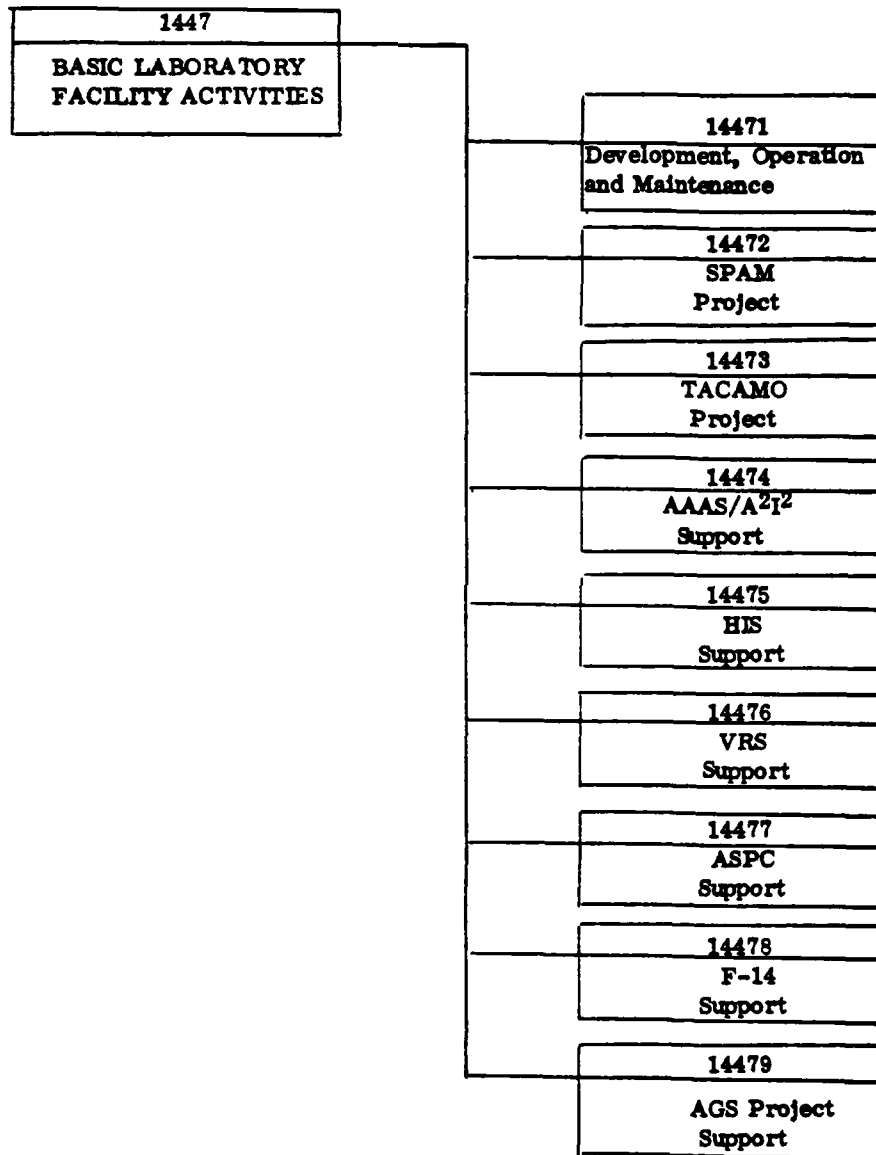 1447
BASIC LABORATORY
FACILITY ACTIVITIES
14471
Development, Operation
and Maintenance
14472
SPAM
Project
14473
TACAMO
Project
14474
AAAS/A²I²
Support
14475
HIS
Support
14476
VRS
Support
14477
ASPC
Support
14478
F-14
Support
14479
AGS Project
Support